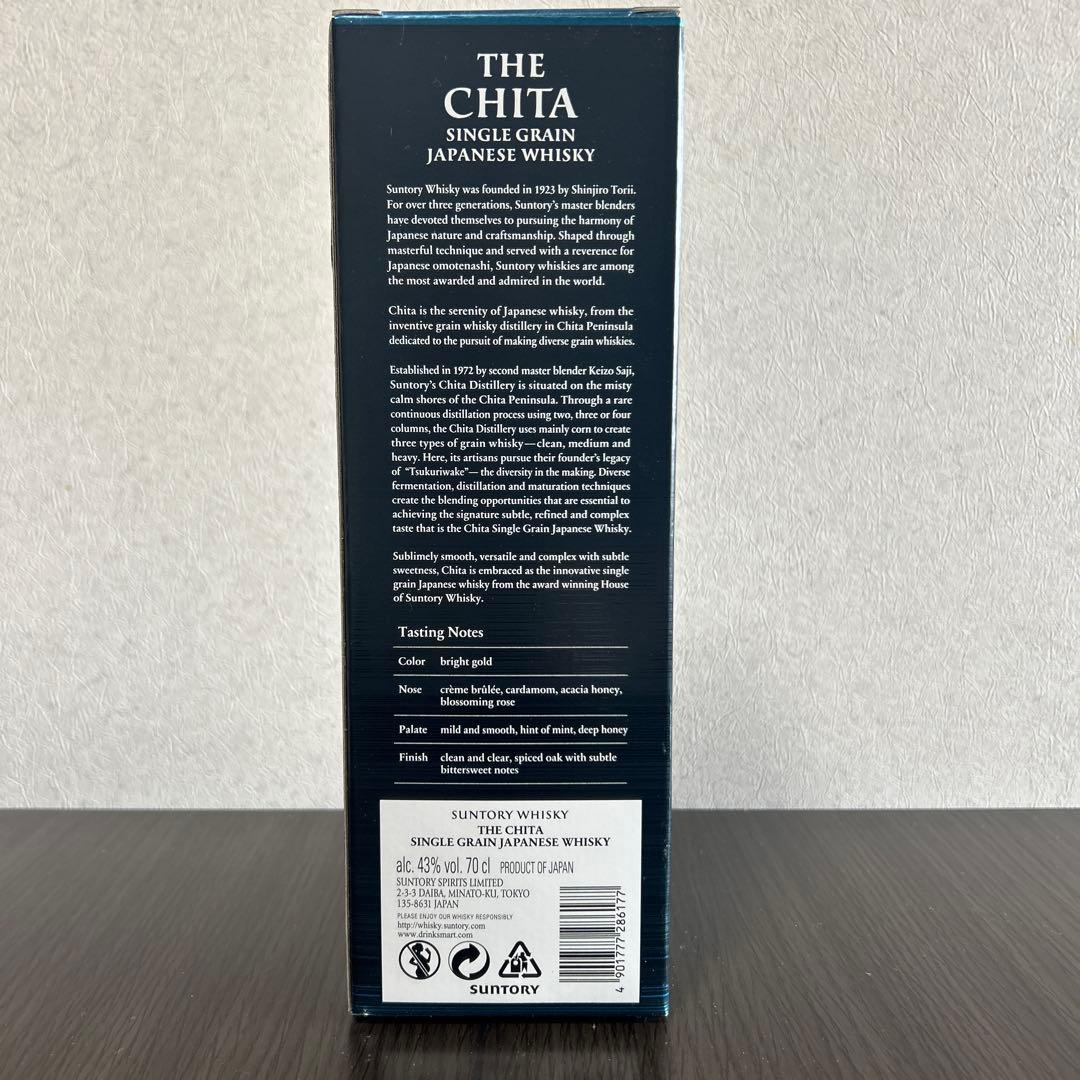 THE
CHITA
SINGLE GRAIN
JAPANESE WHISKY
Suntory Whisky was founded in 1923 by Shinjiro Torii.
For over three generations, Suntory's master blenders
have devoted themselves to pursuing the harmony of
Japanese nature and craftsmanship. Shaped through
masterful technique and served with a reverence for
Japanese omotenashi, Suntory whiskies are among
the most awarded and admired in the world.
Chita is the serenity of Japanese whisky, from the
inventive grain whisky distillery in Chita Peninsula
dedicated to the pursuit of making diverse grain whiskies.
Established in 1972 by second master blender Keizo Saji,
Suntory's Chita Distillery is situated on the misty
calm shores of the Chita Peninsula. Through a rare
continuous distillation process using two, three or four
columns, the Chita Distillery uses mainly corn to create
three types of grain whisky—clean, medium and
heavy. Here, its artisans pursue their founder's legacy
of "Tsukuriwake"— the diversity in the making. Diverse
fermentation, distillation and maturation techniques
create the blending opportunities that are essential to
achieving the signature subtle, refined and complex
taste that is the Chita Single Grain Japanese Whisky.
Sublimely smooth, versatile and complex with subtle
sweetness, Chita is embraced as the innovative single
grain Japanese whisky from the award winning House
of Suntory Whisky.
Tasting Notes
Color bright gold
Nose crème brûlée, cardamom, acacia honey,
blossoming rose
Palate mild and smooth, hint of mint, deep honey
Finish clean and clear, spiced oak with subtle
bittersweet notes
SUNTORY WHISKY
THE CHITA
SINGLE GRAIN JAPANESE WHISKY
alc. 43% vol. 70 cl PRODUCT OF JAPAN
SUNTORY SPIRITS LIMITED
2-3-3 DAIBA, MINATO-KU, TOKYO
135-8631 JAPAN
PLEASE ENJOY OUR WHISKY RESPONSIBLY
http://whisky.suntory.com
www.drinksmart.com
SUNTORY
4 901777 286177